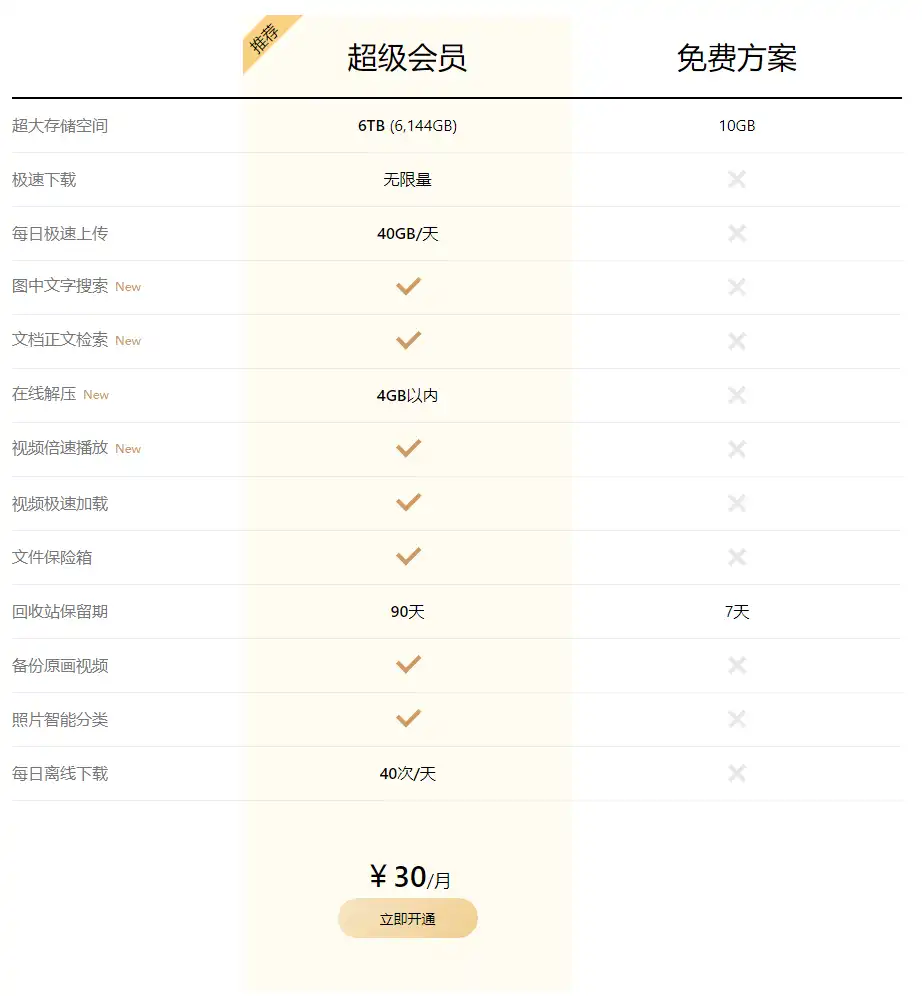 推荐
超级会员 免费方案
超大存储空间 6TB (6,144GB) 10GB
极速下载 无限量
每日极速上传 40GB/天
图中文字搜索 New
文档正文检索 New
在线解压 New 4GB以内
视频倍速播放 New
视频极速加载
文件保险箱
回收站保留期 90天 7天
备份原画视频
照片智能分类
每日离线下载 40次/天
¥30/月
立即开通